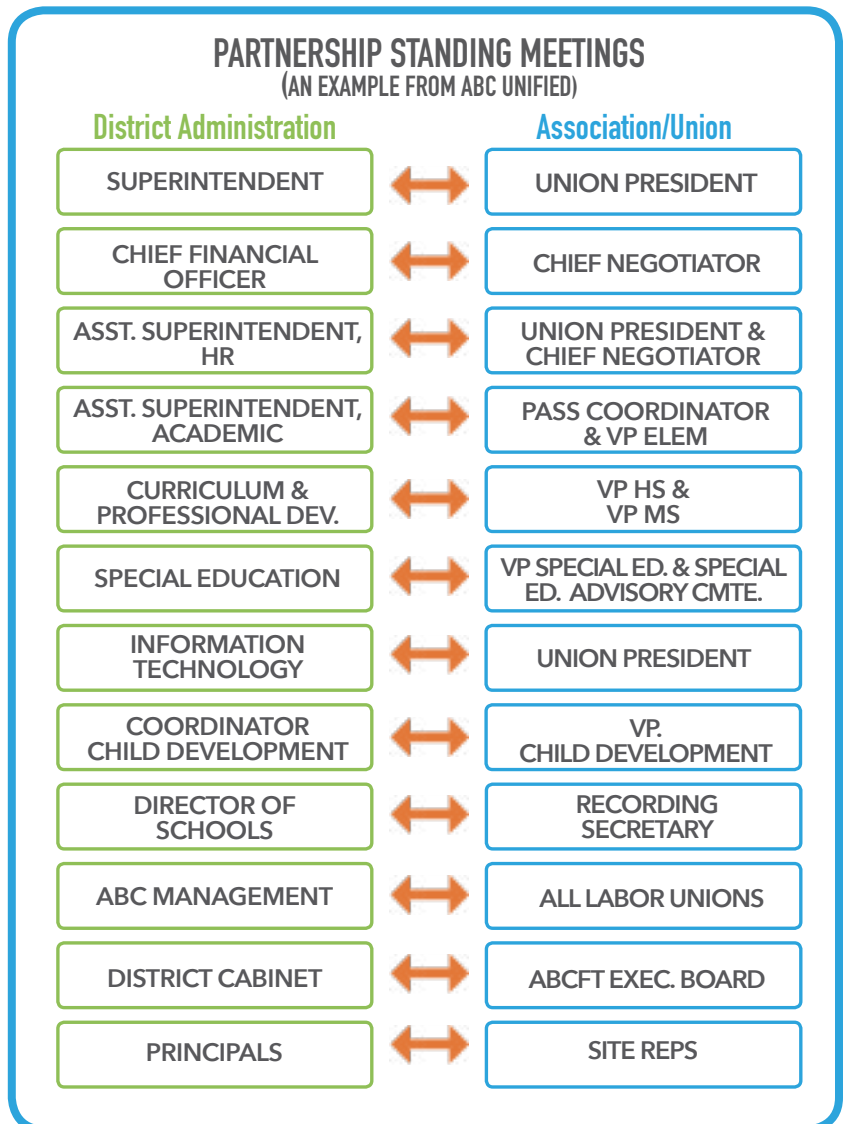 PARTNERSHIP STANDING MEETINGS
(AN EXAMPLE FROM ABC UNIFIED)
District Administration
Association/Union
SUPERINTENDENT
UNION PRESIDENT
CHIEF FINANCIAL
OFFICER
CHIEF NEGOTIATOR
ASST. SUPERINTENDENT,
HR
UNION PRESIDENT &
CHIEF NEGOTIATOR
ASST. SUPERINTENDENT,
ACADEMIC
PASS COORDINATOR
& VP ELEM
CURRICULUM &
PROFESSIONAL DEV.
VP HS &
VP MS
SPECIAL EDUCATION
VP SPECIAL ED. & SPECIAL
ED. ADVISORY CMTE.
INFORMATION
TECHNOLOGY
UNION PRESIDENT
COORDINATOR
CHILD DEVELOPMENT
VP.
CHILD DEVELOPMENT
DIRECTOR OF
SCHOOLS
RECORDING
SECRETARY
ABC MANAGEMENT
ALL LABOR UNIONS
DISTRICT CABINET
ABCFT EXEC. BOARD
PRINCIPALS
SITE REPS